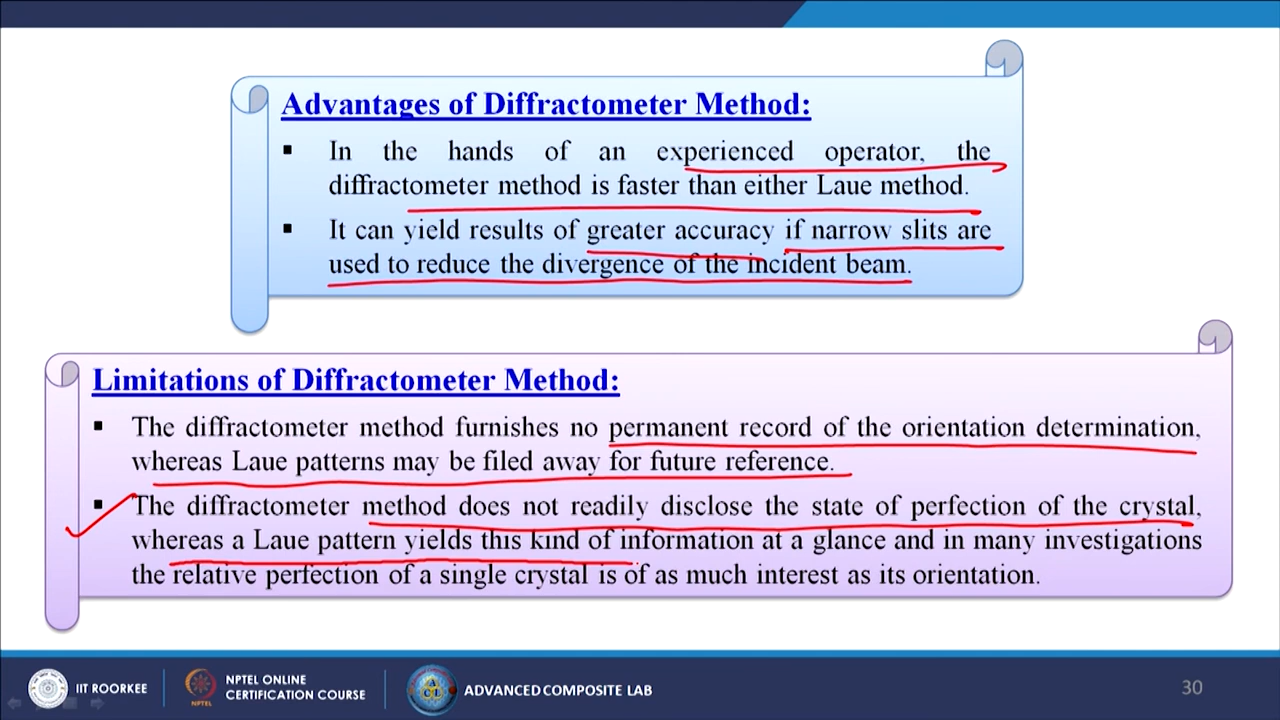 Advantages of Diffractometer Method:
▪ In the hands of an experienced operator, the
diffractometer method is faster than either Laue method.
▪ It can yield results of greater accuracy if narrow slits are
used to reduce the divergence of the incident beam.
Limitations of Diffractometer Method:
▪ The diffractometer method furnishes no permanent record of the orientation determination,
whereas Laue patterns may be filed away for future reference.
▪ The diffractometer method does not readily disclose the state of perfection of the crystal,
whereas a Laue pattern yields this kind of information at a glance and in many investigations
the relative perfection of a single crystal is of as much interest as its orientation.
IIT ROORKEE
NPTEL ONLINE
CERTIFICATION COURSE
NPTEL
ADVANCED COMPOSITE LAB
30